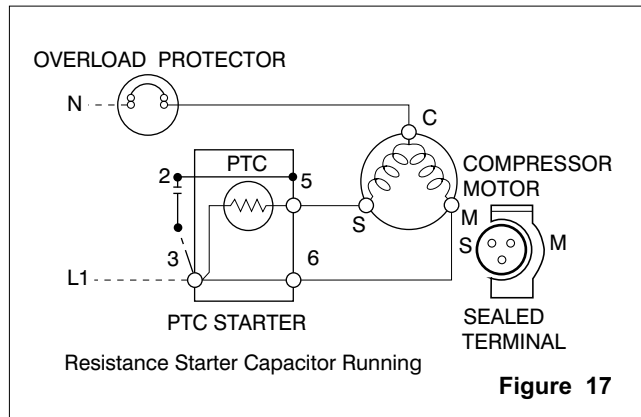 OVERLOAD PROTECTOR
N
C
PTC
2
5
COMPRESSOR
MOTOR
S
M
S
M
3
6
L1
PTC STARTER
SEALED
TERMINAL
Resistance Starter Capacitor Running
Figure 17